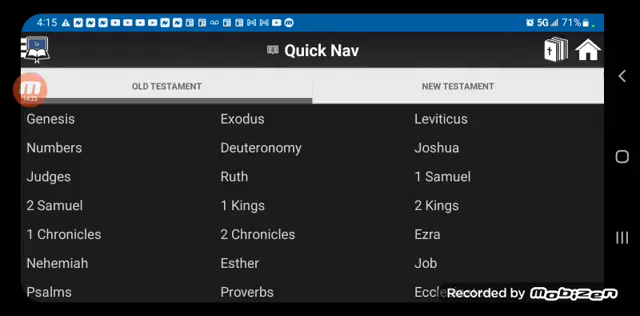 4:15 5G 71%
Quick Nav
14:23
OLD TESTAMENT NEW TESTAMENT
Genesis Exodus Leviticus
Numbers Deuteronomy Joshua
Judges Ruth 1 Samuel
2 Samuel 1 Kings 2 Kings
1 Chronicles 2 Chronicles Ezra
Nehemiah Esther Job
Psalms Proverbs
Recorded by mobizen